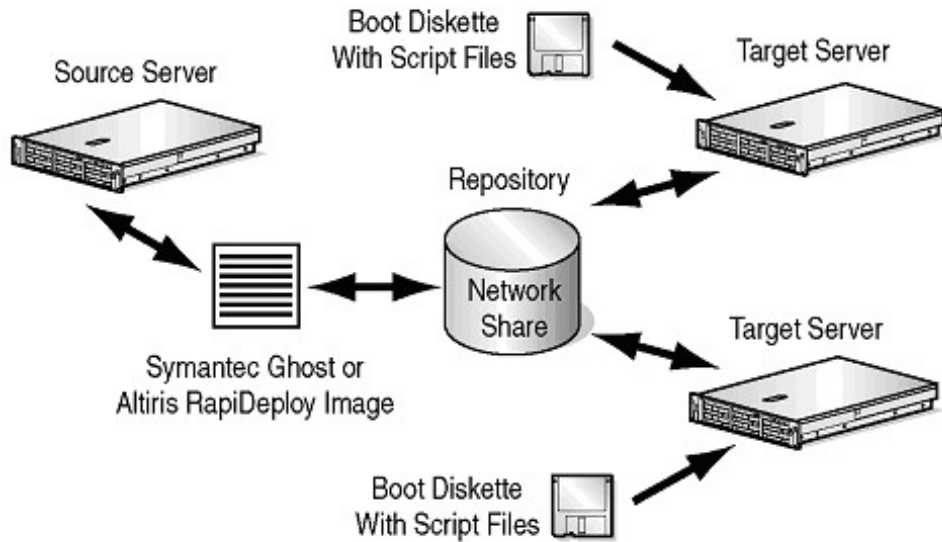 Boot Diskette
With Script Files
Source Server
Target Server
Repository
Network
Share
Symantec Ghost or
Altiris RapiDeploy Image
Target Server
Boot Diskette
With Script Files